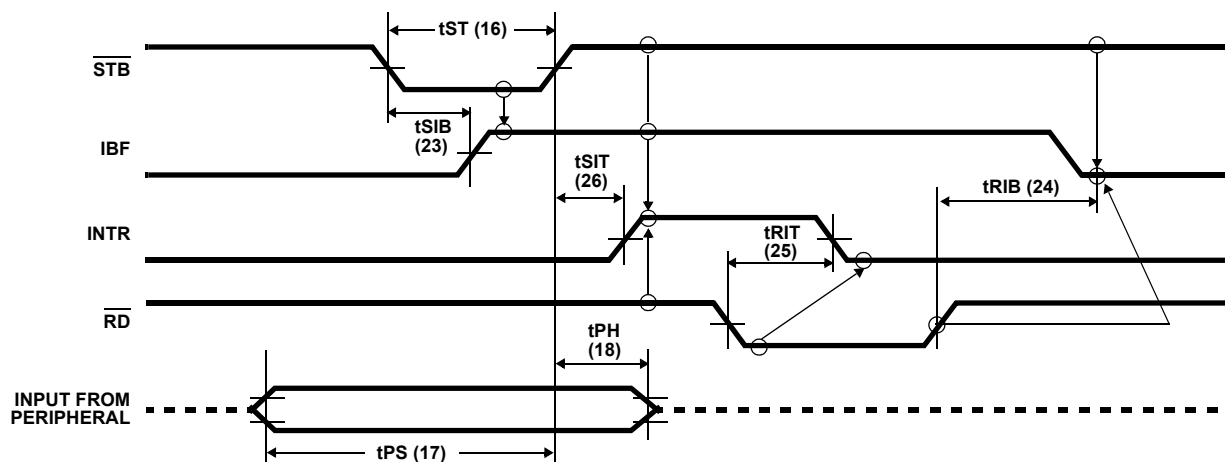 tST (16)
STB
tSIB
(23)
IBF
tSIT
(26)
tRIB (24)
INTR
tRIT
(25)
RD
tPH
(18)
INPUT FROM
PERIPHERAL
tPS (17)